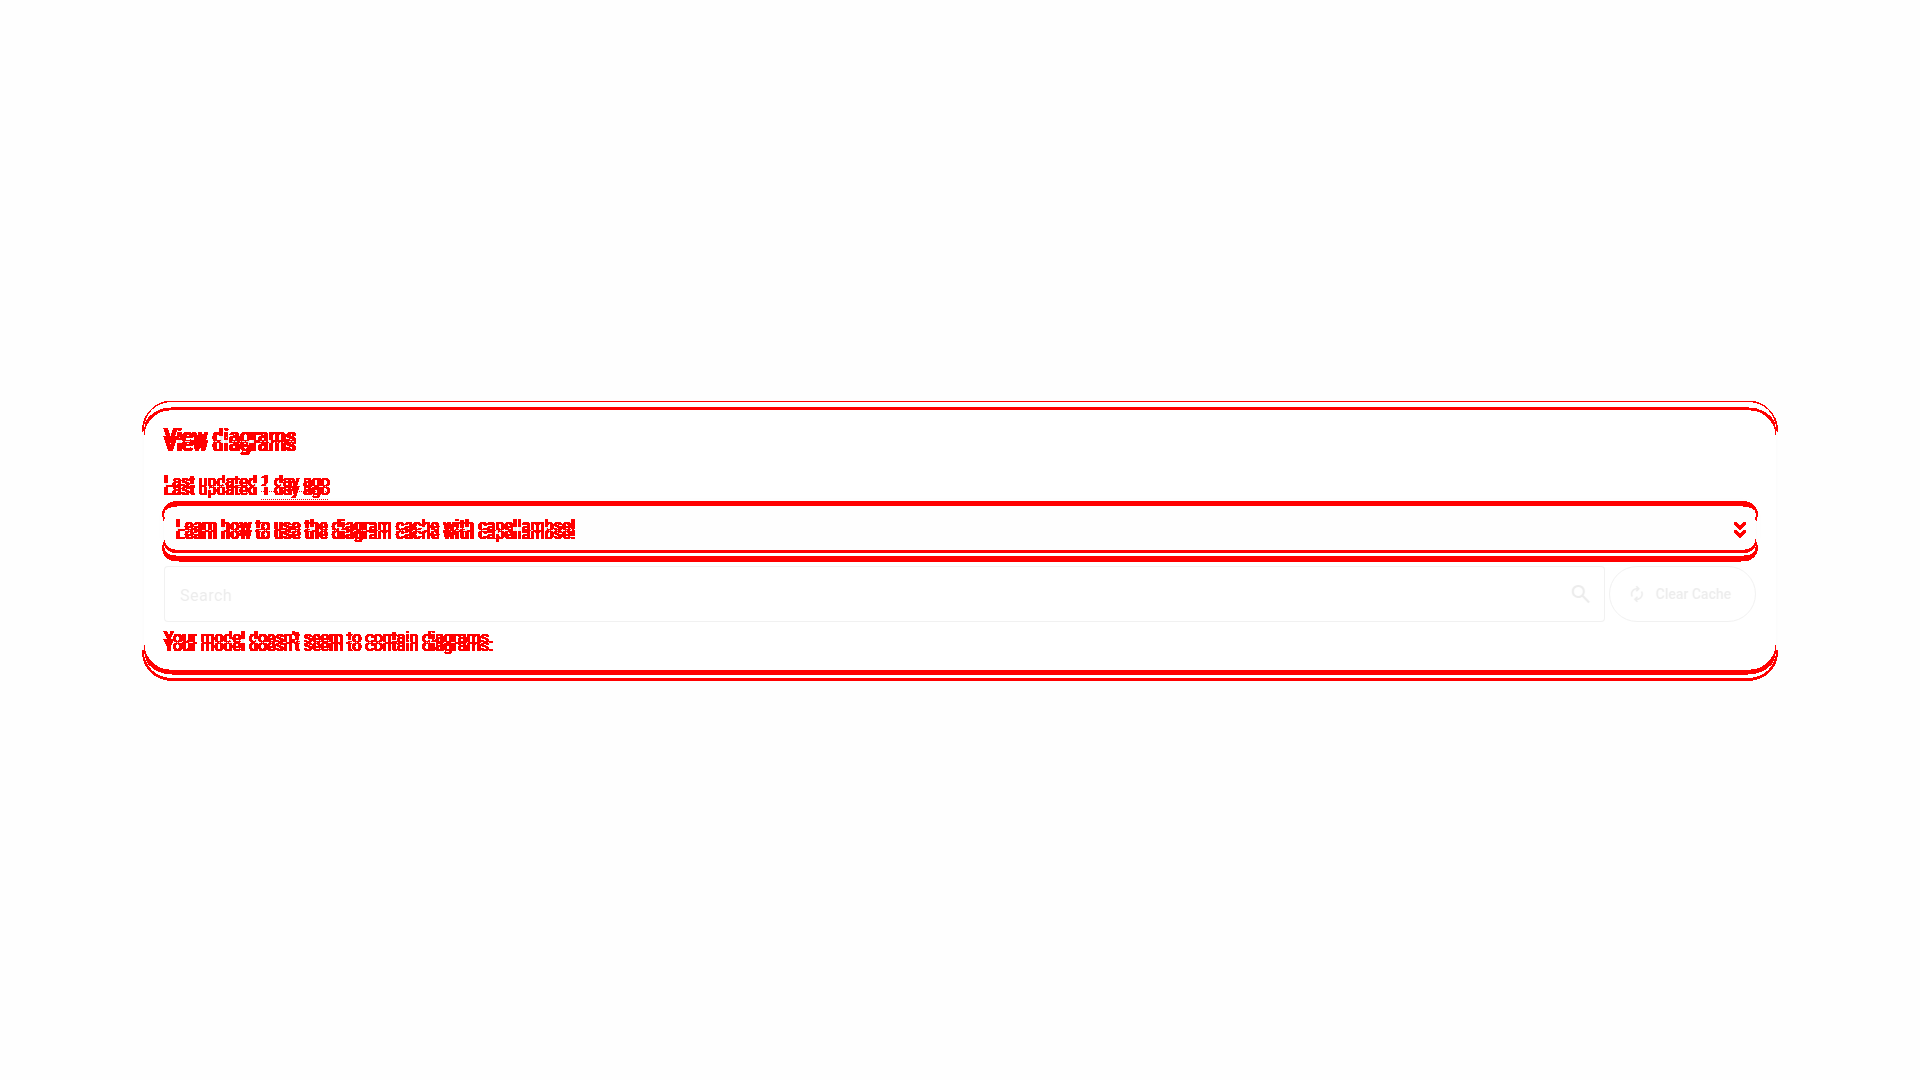 View diagrams
Last updated 1 day ago
Learn how to use the diagram cache with capellambse!
Search
Clear Cache
Your model doesn't seem to contain diagrams.